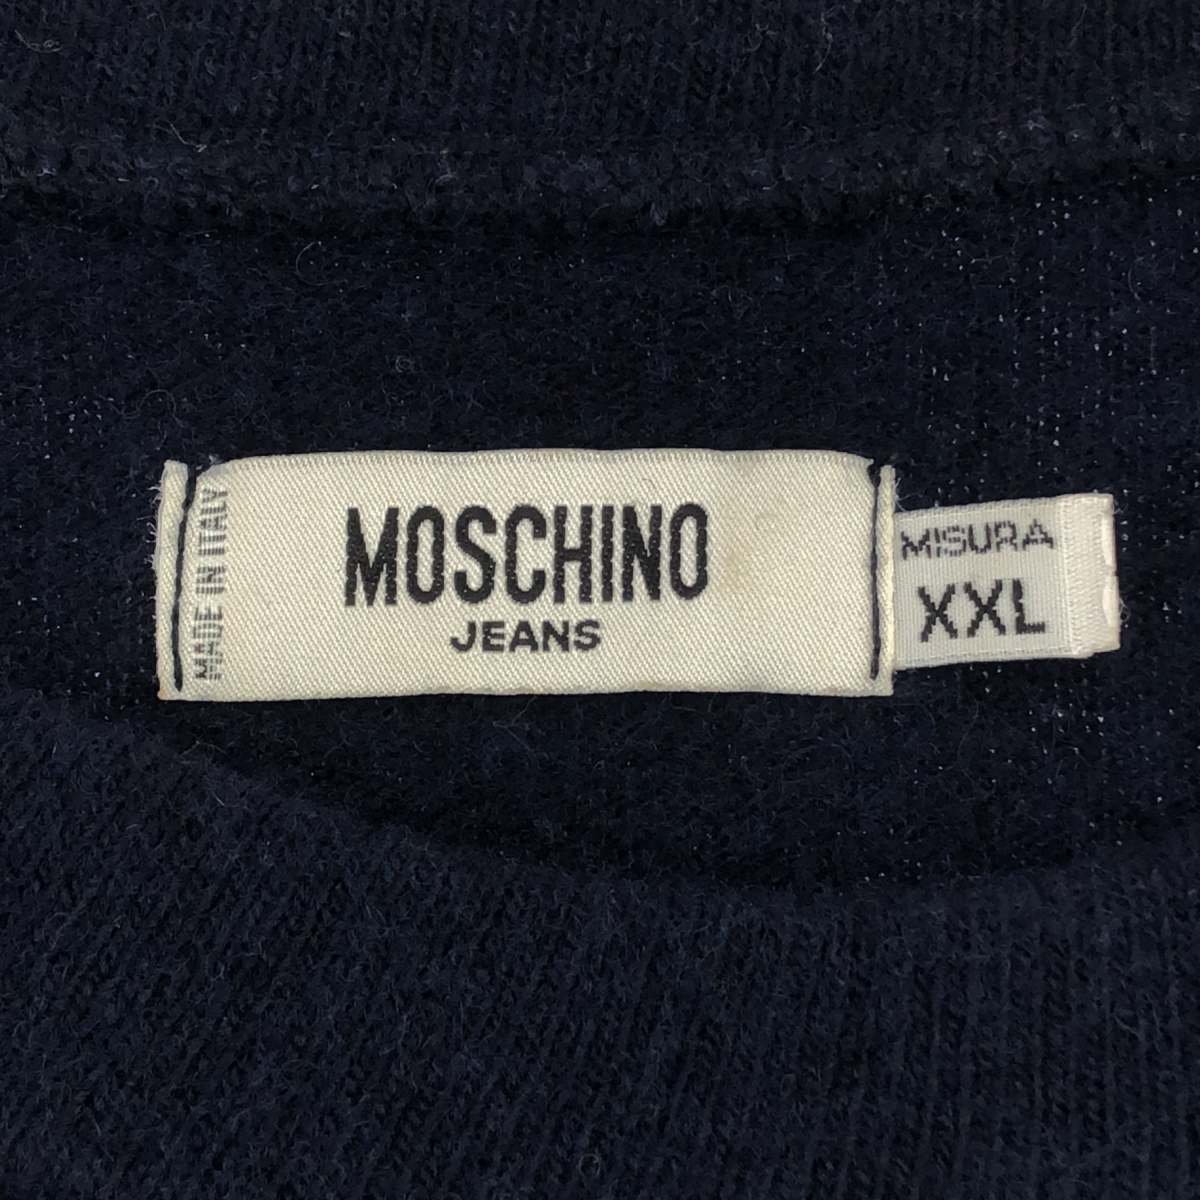 MADE IN ITALY
MOSCHINO
JEANS
MISURA
XXL